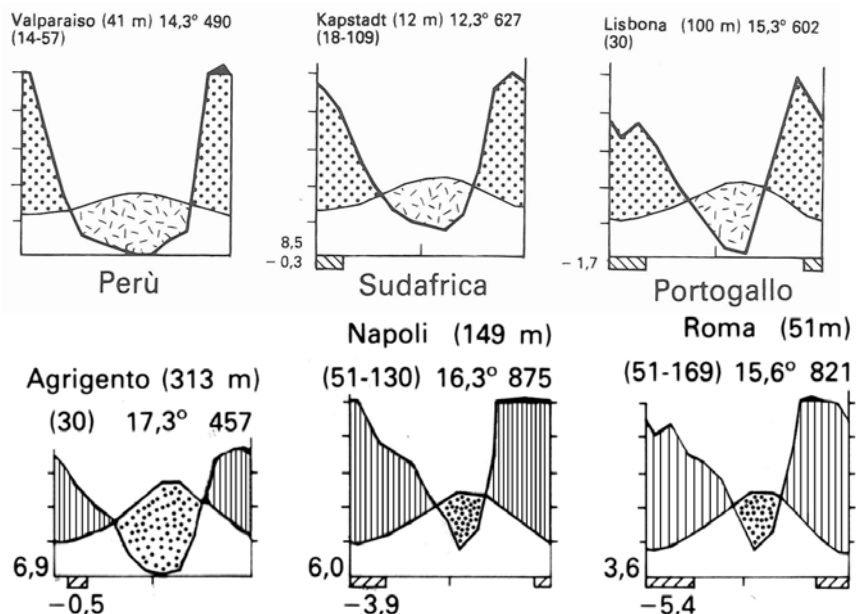 Valparaiso (41 m) 14,3° 490
(14-57)
Perù
Kapstadt (12 m) 12,3° 627
(18-109)
8,5
– 0,3
Sudafrica
Lisbona (100 m) 15,3° 602
(30)
– 1,7
Portogallo
Agrigento (313 m)
(30) 17,3° 457
6,9
–0,5
Napoli (149 m)
(51-130) 16,3° 875
6,0
–3,9
Roma (51m)
(51-169) 15,6° 821
3,6
–5,4